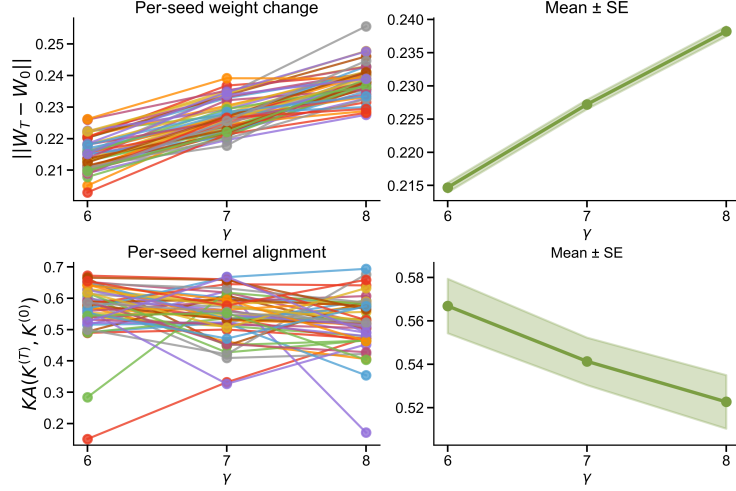 Per-seed weight change
||W_T − W_0||
0.25
0.24
0.23
0.22
0.21
6 7 8
γ
Mean ± SE
0.240
0.235
0.230
0.225
0.220
0.215
6 7 8
γ
Per-seed kernel alignment
KA(K^(T), K^(0))
0.7
0.6
0.5
0.4
0.3
0.2
6 7 8
γ
Mean ± SE
0.58
0.56
0.54
0.52
6 7 8
γ